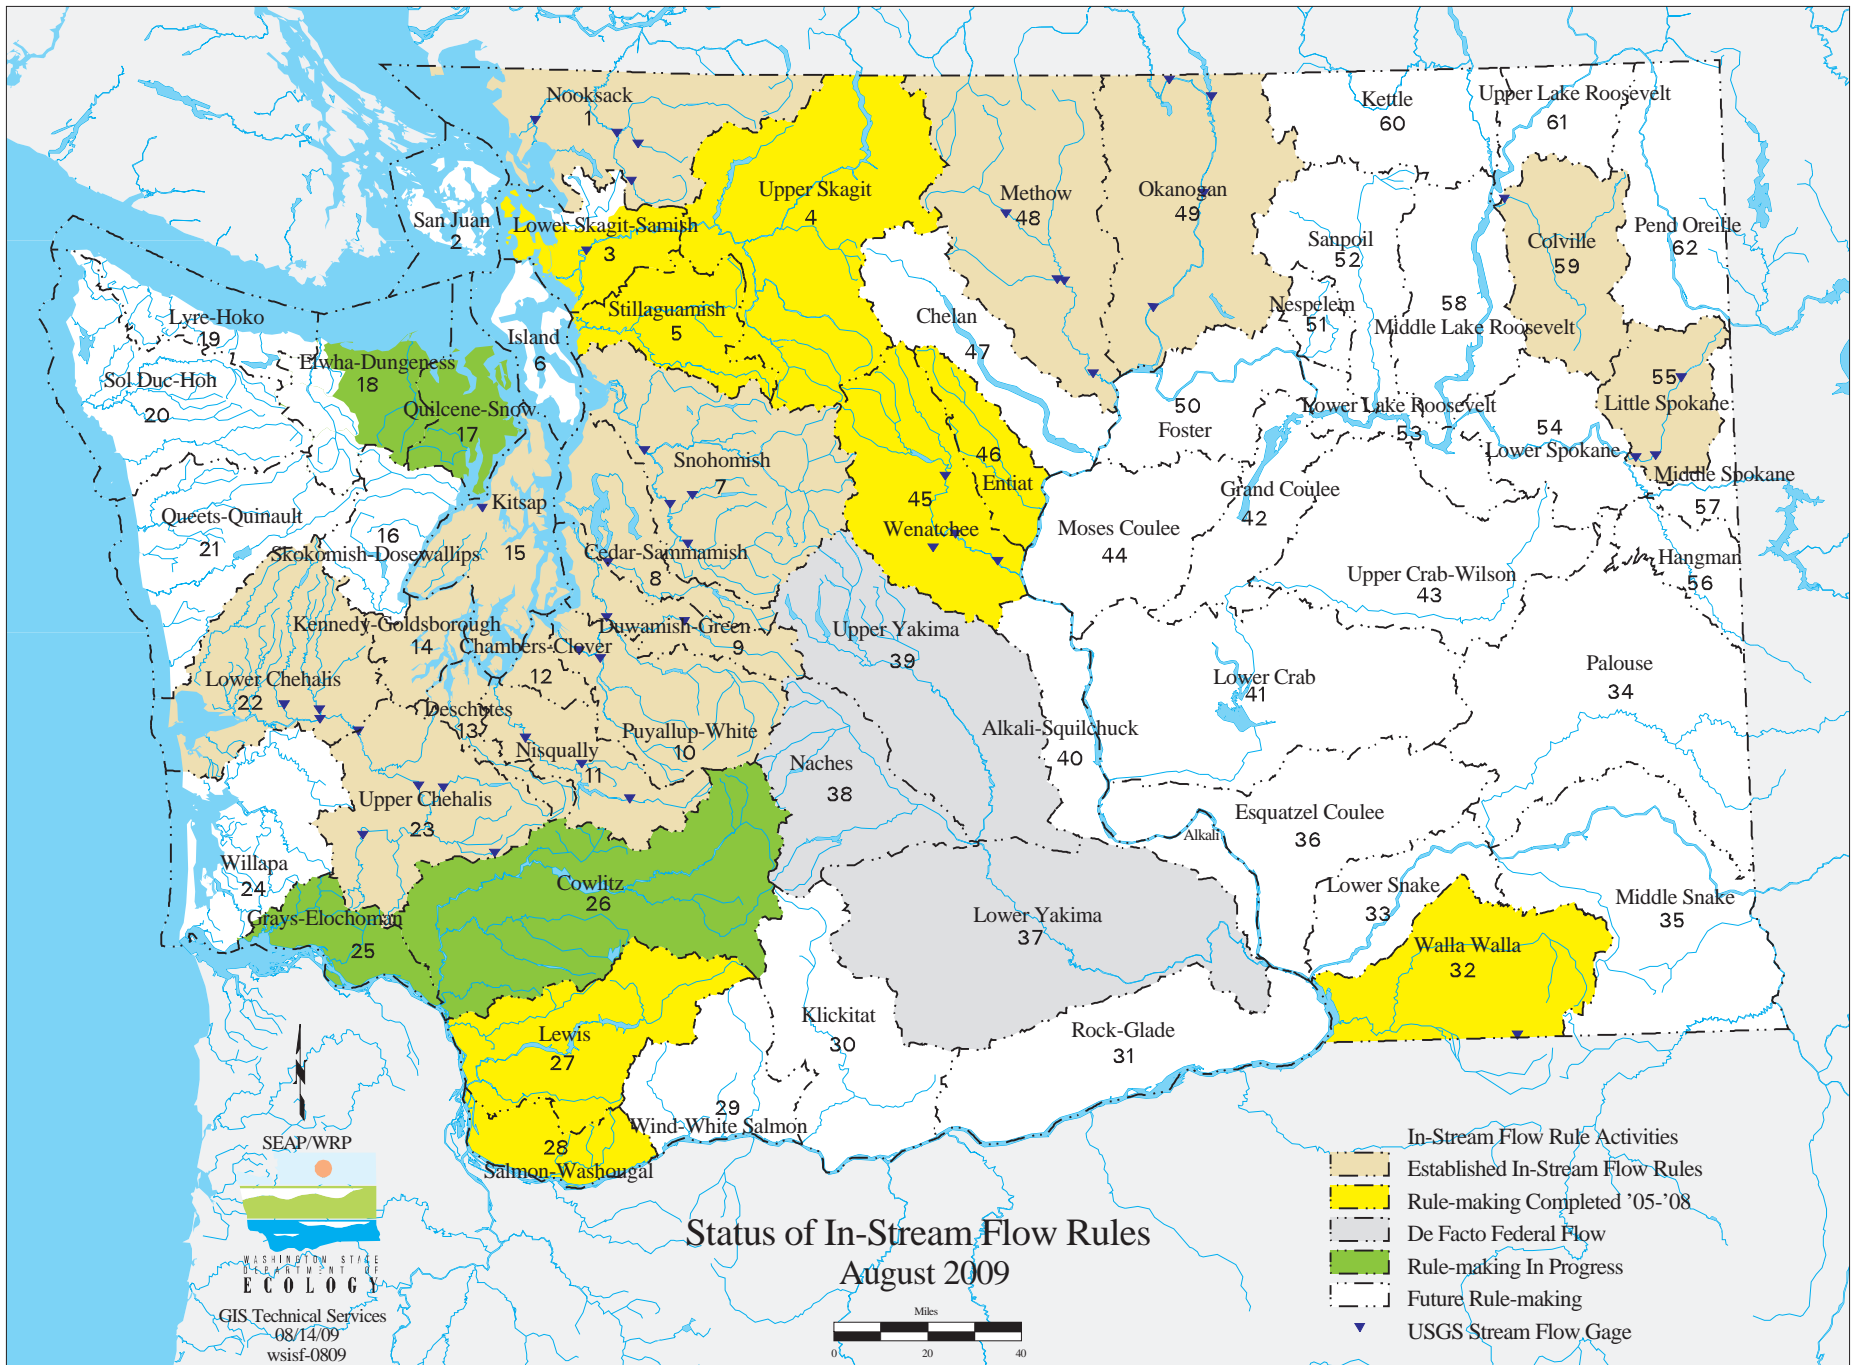 Nooksack
1
Upper Skagit
4
San Juan
2
Lower Skagit-Samish
3
Stillaguamish
5
Methow
48
Okanogan
49
Kettle
60
Upper Lake Roosevelt
61
Pend Oreille
62
Colville
59
Sanpoil
52
Nespelem
51
58
Middle Lake Roosevelt
Chelan
47
Island
6
Lyre-Hoko
19
Elwha-Dungeness
18
Sol Duc-Hoh
20
Quilcene-Snow
17
50
Foster
Lower Lake Roosevelt
53
54
Lower Spokane
55
Little Spokane
Middle Spokane
57
Hangman
56
Snohomish
7
46
Entiat
45
Wenatchee
Grand Coulee
42
Moses Coulee
44
Upper Crab-Wilson
43
Kitsap
15
Queets-Quinault
21
16
Skokomish-Dosewallips
Cedar-Sammamish
8
Kennedy-Goldsborough
14
Chambers-Clover
12
Duwamish-Green
9
Upper Yakima
39
Lower Crab
41
Palouse
34
Lower Chehalis
22
Deschutes
13
Nisqually
11
Puyallup-White
10
Alkali-Squilchuck
40
Naches
38
Upper Chehalis
23
Esquatzel Coulee
36
Alkali
Willapa
24
Cowlitz
26
Grays-Elochoman
25
Lower Yakima
37
Lower Snake
33
Middle Snake
35
Walla Walla
32
Lewis
27
Klickitat
30
Rock-Glade
31
29
Wind-White Salmon
28
Salmon-Washougal
SEAP/WRP
WASHINGTON STATE
DEPARTMENT OF
ECOLOGY
GIS Technical Services
08/14/09
wsisf-0809
Status of In-Stream Flow Rules
August 2009
Miles
0 20 40
In-Stream Flow Rule Activities
Established In-Stream Flow Rules
Rule-making Completed ’05-’08
De Facto Federal Flow
Rule-making In Progress
Future Rule-making
USGS Stream Flow Gage